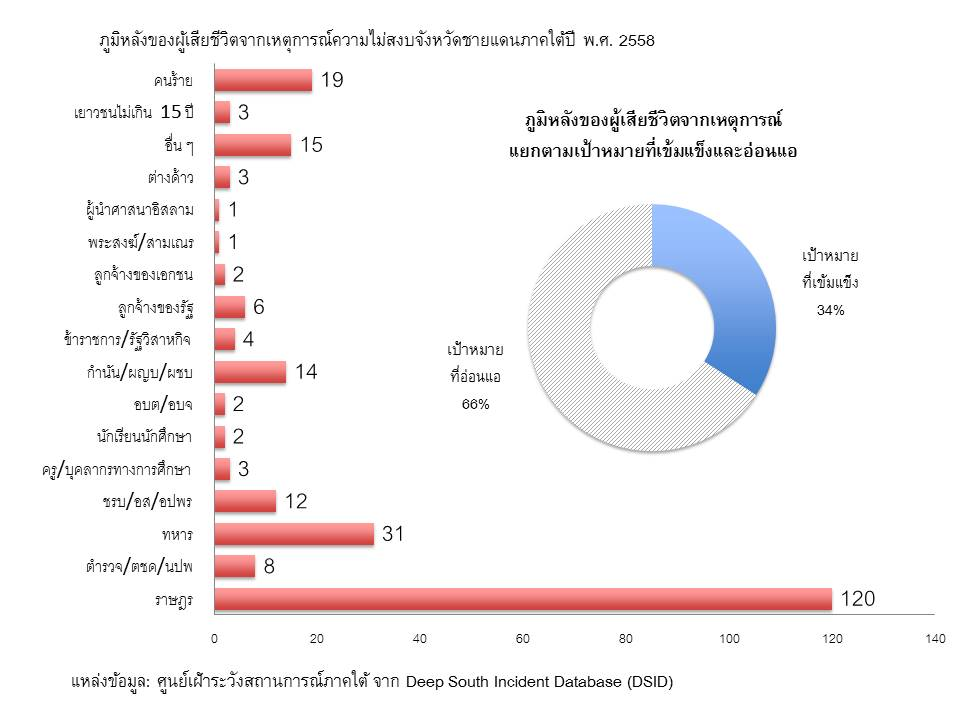 ภูมิหลังของผู้เสียชีวิตจากเหตุการณ์ความไม่สงบจังหวัดชายแดนภาคใต้ปี พ.ศ. 2558
คนร้าย 19
เยาวชนไม่เกิน 15 ปี 3
อื่น ๆ 15
ต่างด้าว 3
ผู้นำศาสนาอิสลาม 1
พระสงฆ์/สามเณร 1
ลูกจ้างของเอกชน 2
ลูกจ้างของรัฐ 6
ข้าราชการ/รัฐวิสาหกิจ 4
กำนัน/ผญบ/ผชบ 14
อบต/อบจ 2
นักเรียนนักศึกษา 2
ครู/บุคลากรทางการศึกษา 3
ชรบ/อส/อปพร 12
ทหาร 31
ตำรวจ/ตชด/นปพ 8
ราษฎร 120
0 20 40 60 80 100 120 140
ภูมิหลังของผู้เสียชีวิตจากเหตุการณ์
แยกตามเป้าหมายที่เข้มแข็งและอ่อนแอ
เป้าหมาย
ที่เข้มแข็ง
34%
เป้าหมาย
ที่อ่อนแอ
66%
แหล่งข้อมูล: ศูนย์เฝ้าระวังสถานการณ์ภาคใต้ จาก Deep South Incident Database (DSID)